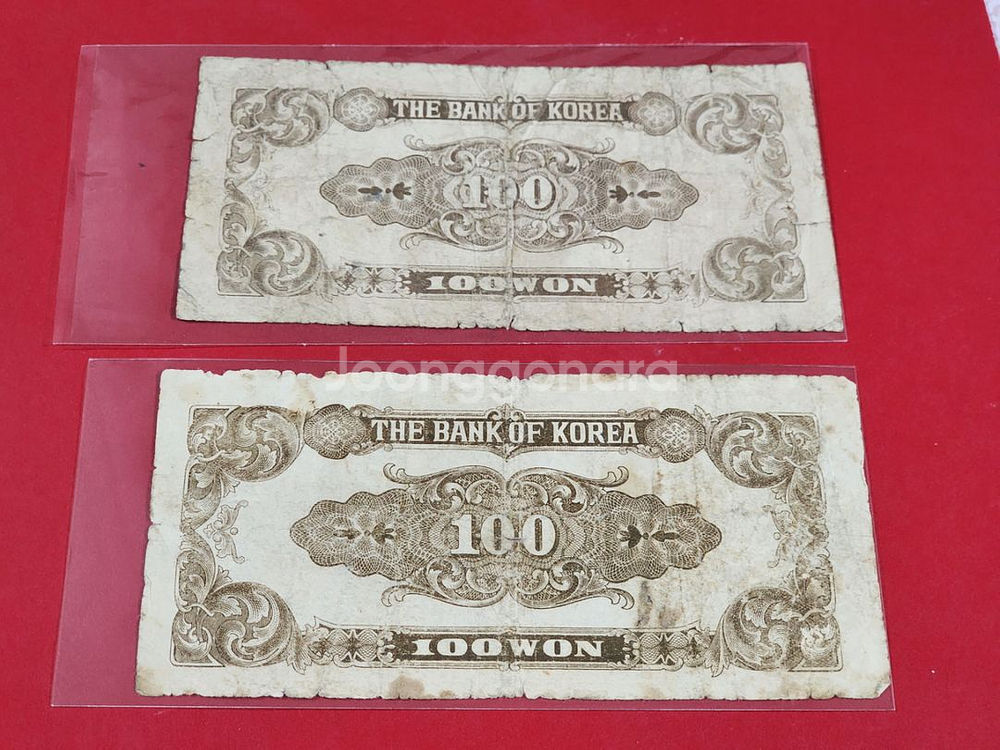 THE BANK OF KOREA
100
100 WON
Joonggonara
THE BANK OF KOREA
100
100 WON